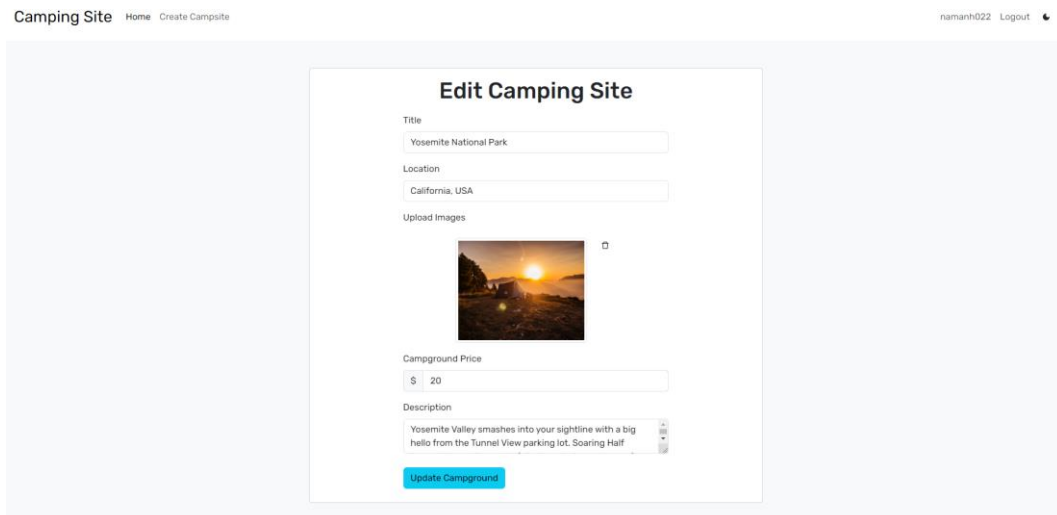 Camping Site Home Create Campsite namanh022 Logout
Edit Camping Site
Title
Yosemite National Park
Location
California, USA
Upload Images
Campground Price
$ 20
Description
Yosemite Valley smashes into your sightline with a big
hello from the Tunnel View parking lot. Soaring Half
Update Campground